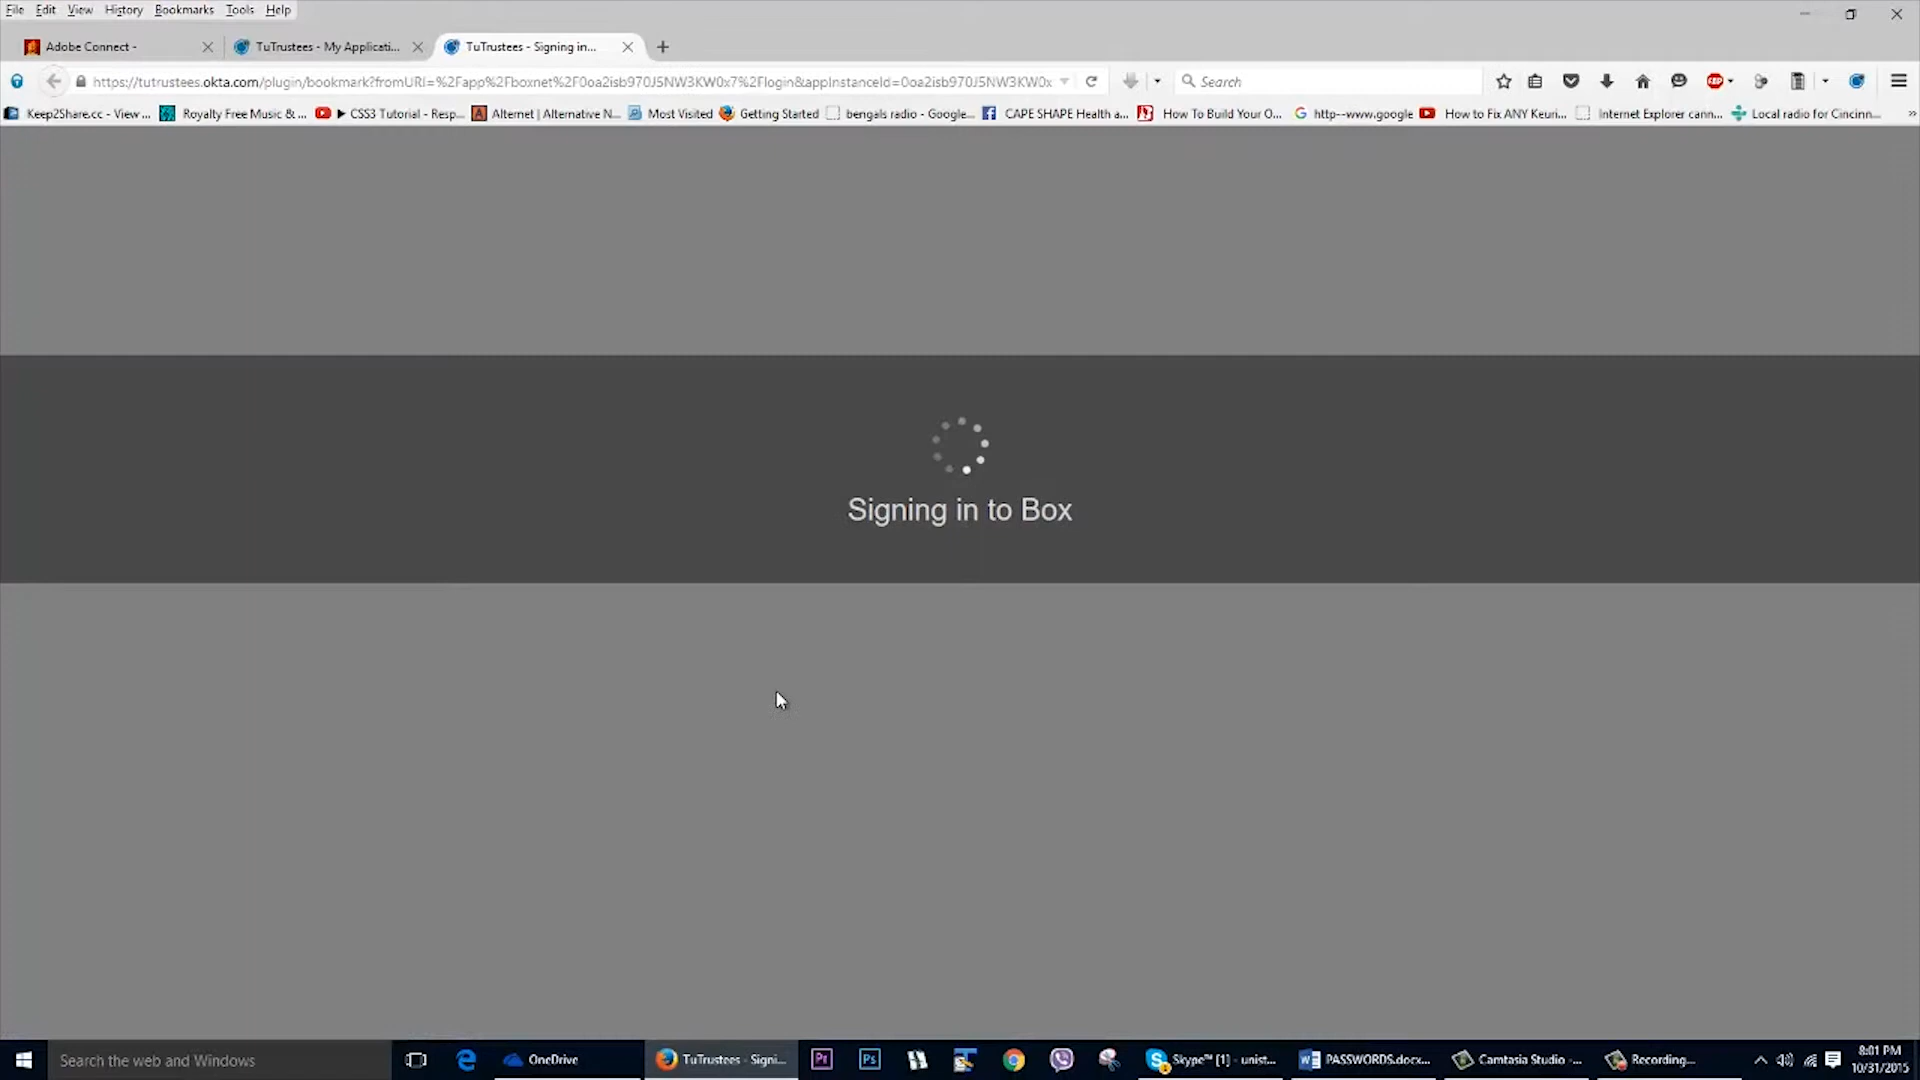 File Edit View History Bookmarks Tools Help
Adobe Connect -
TuTrustees - My Applicati...
TuTrustees - Signing in...
https://tutrustees.okta.com/plugin/bookmark?fromURI=%2Fapp%2Fboxnet%2F0oa2isb970J5NW3KW0x7%2Flogin&appInstanceId=0oa2isb970J5NW3KW0x
Search
Keep2Share.cc - View ... Royalty Free Music & ... ► CSS3 Tutorial - Resp... Alternet | Alternative N... Most Visited Getting Started bengals radio - Google... CAPE SHAPE Health a... How To Build Your O... http--www.google How to Fix ANY Keuri... Internet Explorer cann... Local radio for Cincinn... »
ABP
Signing in to Box
Search the web and Windows
OneDrive
TuTrustees - Signi...
Pr
Ps
Skype™ [1] - unist...
PASSWORDS.docx...
Camtasia Studio -...
Recording...
8:01 PM
10/31/2015